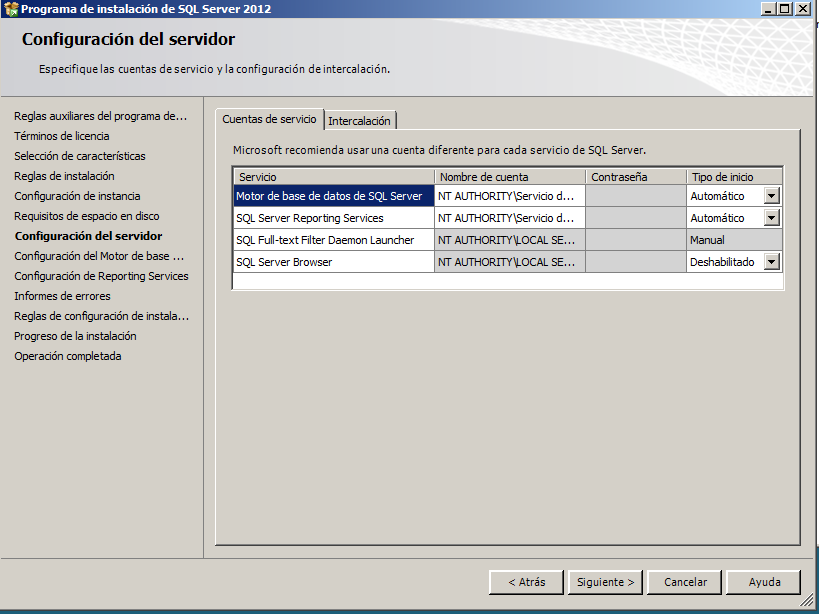 Programa de instalación de SQL Server 2012
Configuración del servidor
Especifique las cuentas de servicio y la configuración de intercalación.
Reglas auxiliares del programa de...
Términos de licencia
Selección de características
Reglas de instalación
Configuración de instancia
Requisitos de espacio en disco
Configuración del servidor
Configuración del Motor de base ...
Configuración de Reporting Services
Informes de errores
Reglas de configuración de instala...
Progreso de la instalación
Operación completada
Cuentas de servicio Intercalación
Microsoft recomienda usar una cuenta diferente para cada servicio de SQL Server.
Servicio Nombre de cuenta Contraseña Tipo de inicio
Motor de base de datos de SQL Server NT AUTHORITY\Servicio d... Automático
SQL Server Reporting Services NT AUTHORITY\Servicio d... Automático
SQL Full-text Filter Daemon Launcher NT AUTHORITY\LOCAL SE... Manual
SQL Server Browser NT AUTHORITY\LOCAL SE... Deshabilitado
< Atrás Siguiente > Cancelar Ayuda